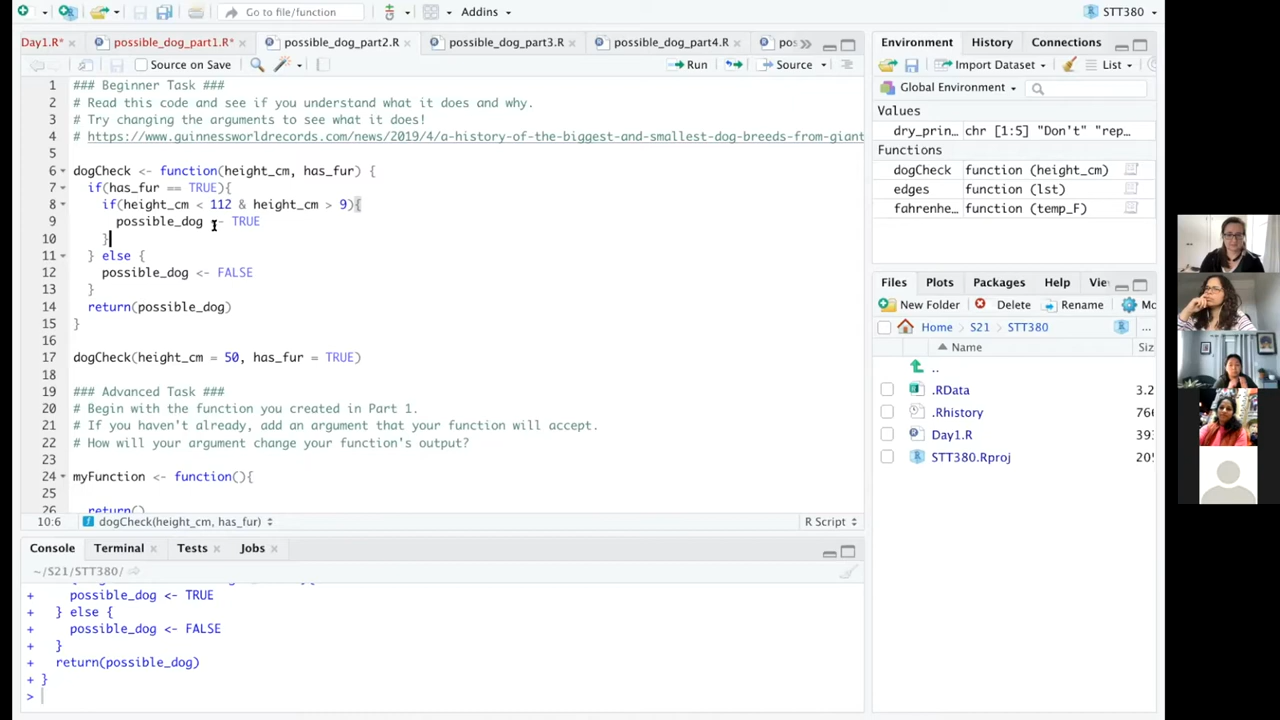 Go to file/function
Addins
STT380
Day1.R*
possible_dog_part1.R*
possible_dog_part2.R
possible_dog_part3.R
possible_dog_part4.R
pos
Source on Save
Run
Source
1 ### Beginner Task ###
2 # Read this code and see if you understand what it does and why.
3 # Try changing the arguments to see what it does!
4 # https://www.guinnessworldrecords.com/news/2019/4/a-history-of-the-biggest-and-smallest-dog-breeds-from-giant
5
6 dogCheck <- function(height_cm, has_fur) {
7 if(has_fur == TRUE){
8 if(height_cm < 112 & height_cm > 9){
9 possible_dog <- TRUE
10 }
11 } else {
12 possible_dog <- FALSE
13 }
14 return(possible_dog)
15 }
16
17 dogCheck(height_cm = 50, has_fur = TRUE)
18
19 ### Advanced Task ###
20 # Begin with the function you created in Part 1.
21 # If you haven't already, add an argument that your function will accept.
22 # How will your argument change your function's output?
23
24 myFunction <- function(){
25
26 return()
10:6 dogCheck(height_cm, has_fur) R Script
Console Terminal Tests Jobs
~/S21/STT380/
+ possible_dog <- TRUE
+ } else {
+ possible_dog <- FALSE
+ }
+ return(possible_dog)
+ }
>
Environment History Connections
Import Dataset List
Global Environment
Values
dry_prin… chr [1:5] "Don't" "rep…
Functions
dogCheck function (height_cm)
edges function (lst)
fahrenhe… function (temp_F)
Files Plots Packages Help Vie
New Folder Delete Rename Mo
Home S21 STT380 ...
Name Siz
..
.RData 3.2
.Rhistory 766
Day1.R 393
STT380.Rproj 205